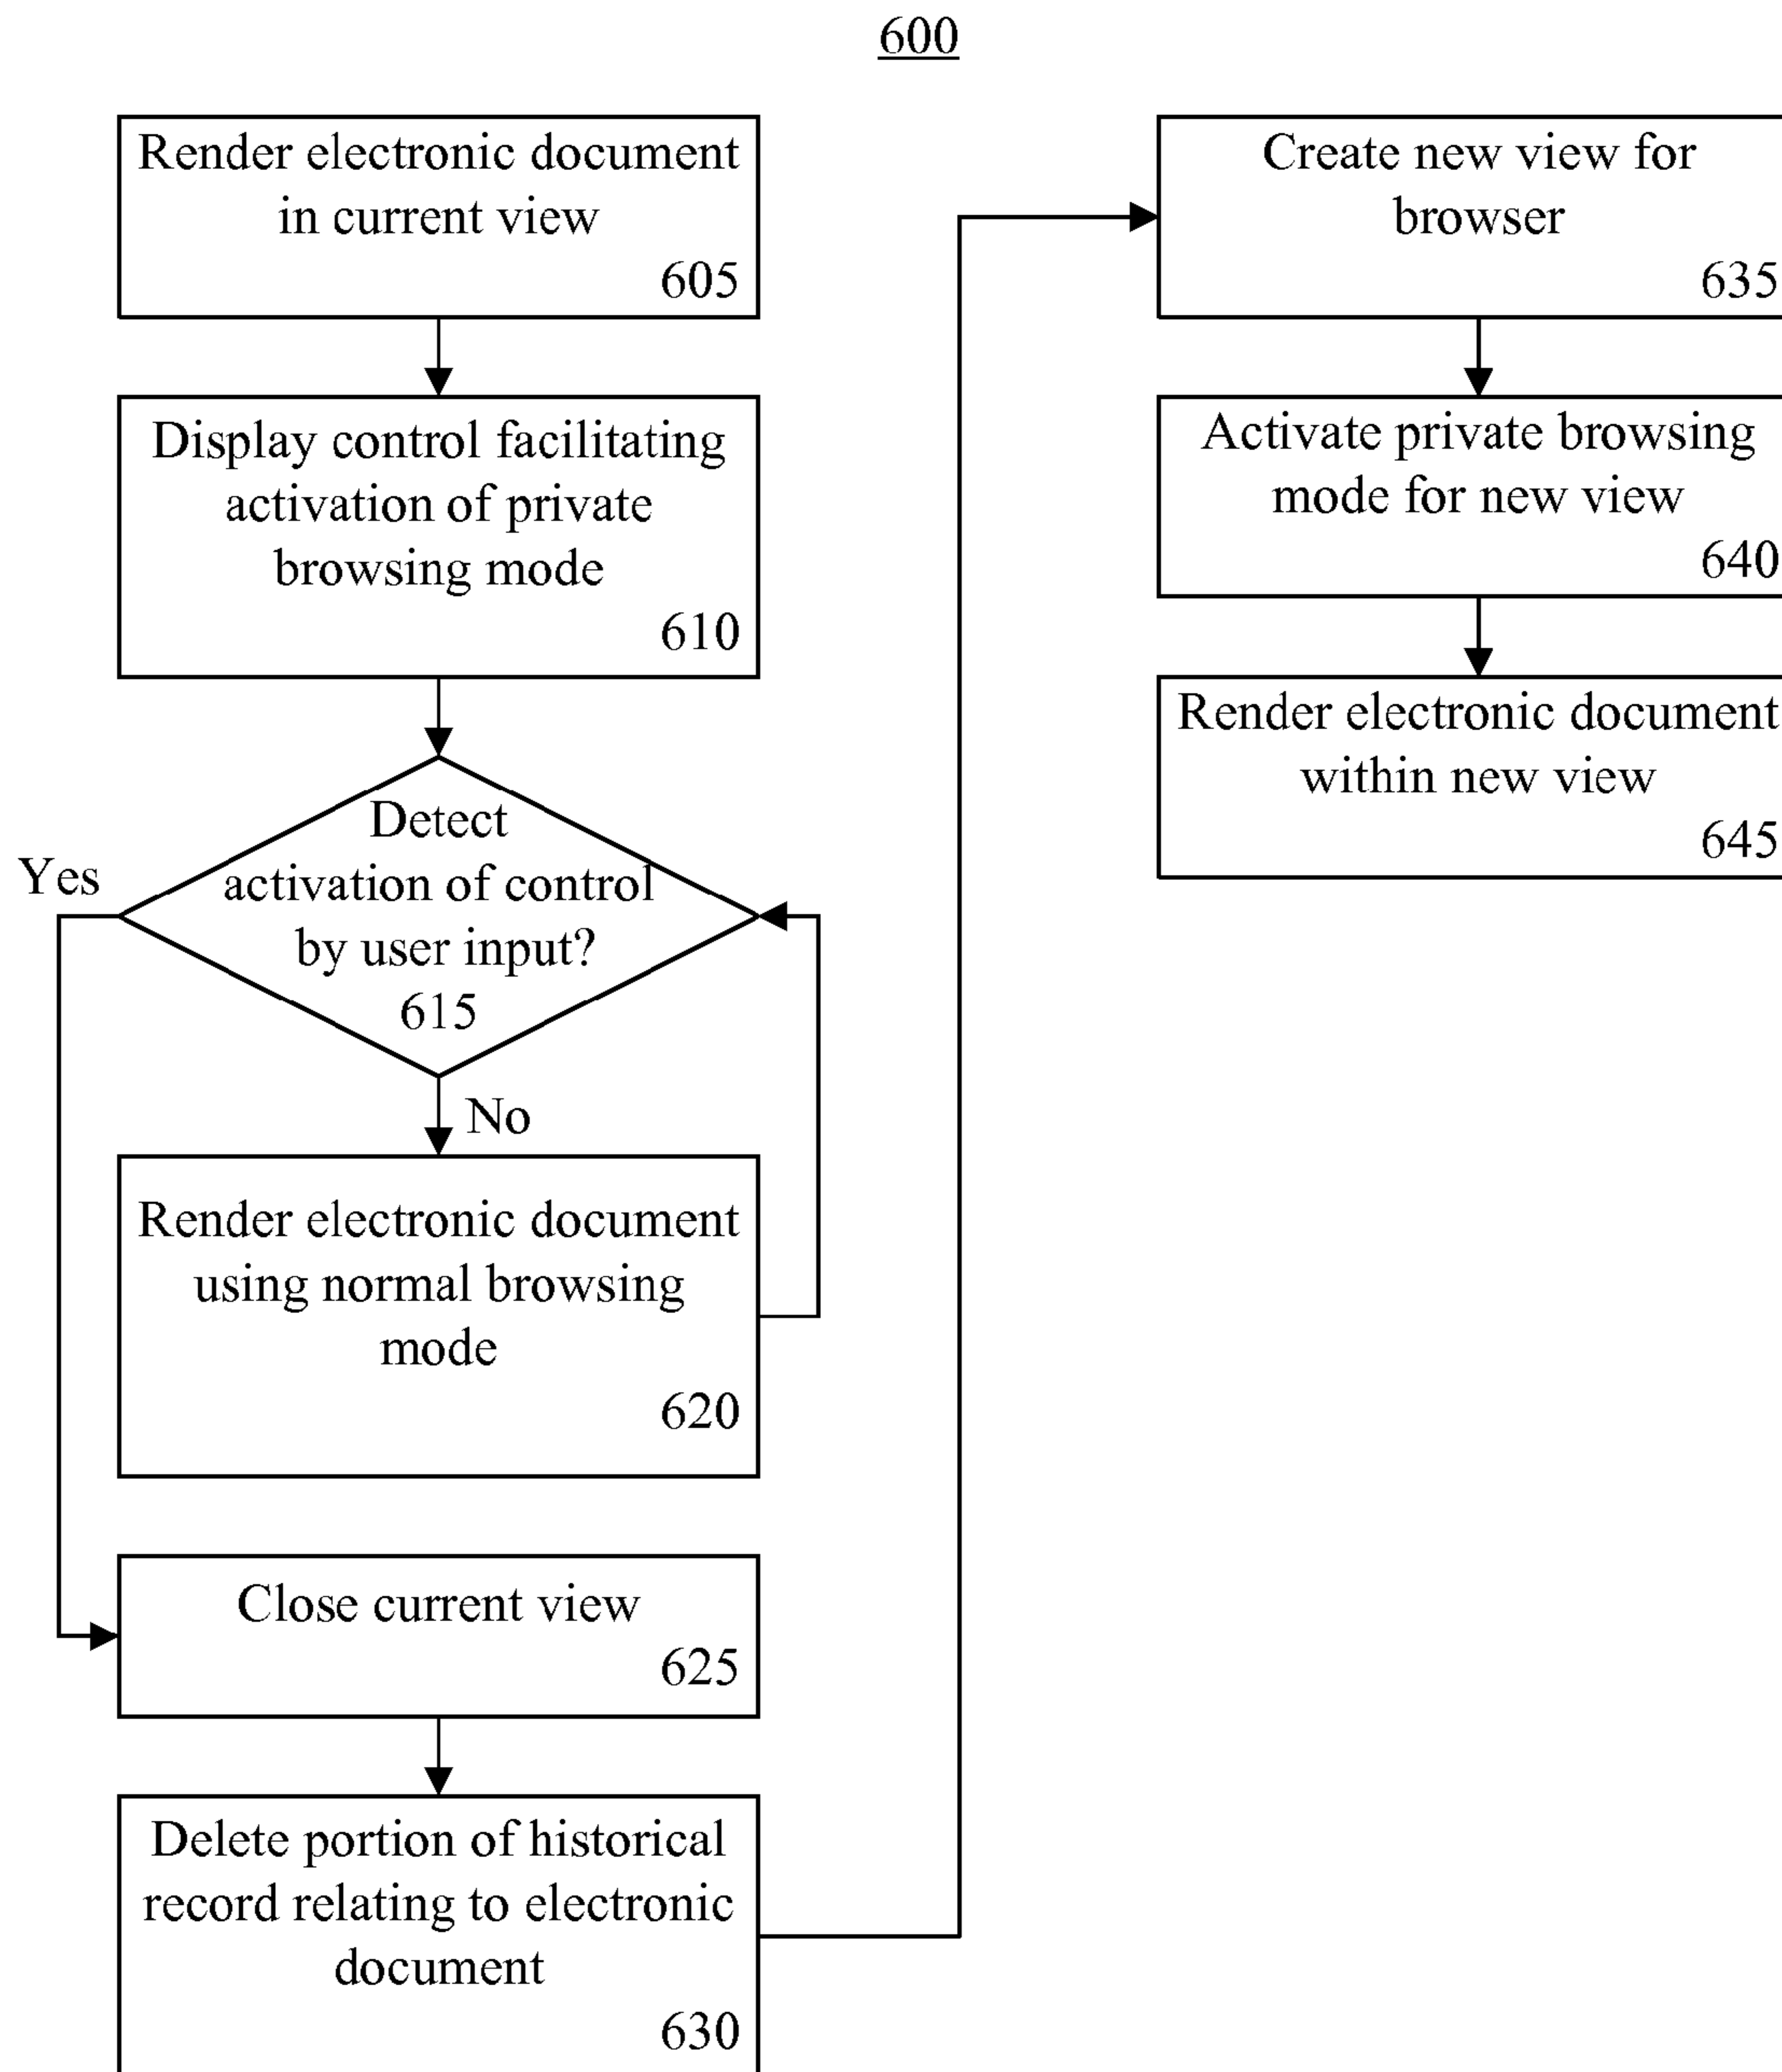 600
Render electronic document
in current view
605
Display control facilitating
activation of private
browsing mode
610
Detect
activation of control
by user input?
615
Yes
No
Render electronic document
using normal browsing
mode
620
Close current view
625
Delete portion of historical
record relating to electronic
document
630
Create new view for
browser
635
Activate private browsing
mode for new view
640
Render electronic document
within new view
645